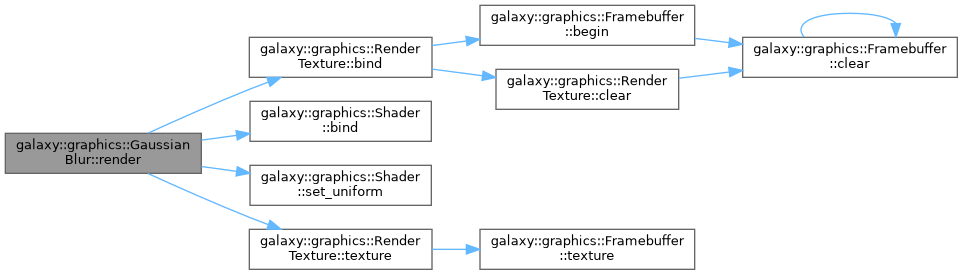 galaxy::graphics::Gaussian
Blur::render
galaxy::graphics::Render
Texture::bind
galaxy::graphics::Shader
::bind
galaxy::graphics::Shader
::set_uniform
galaxy::graphics::Render
Texture::texture
galaxy::graphics::Framebuffer
::begin
galaxy::graphics::Render
Texture::clear
galaxy::graphics::Framebuffer
::texture
galaxy::graphics::Framebuffer
::clear